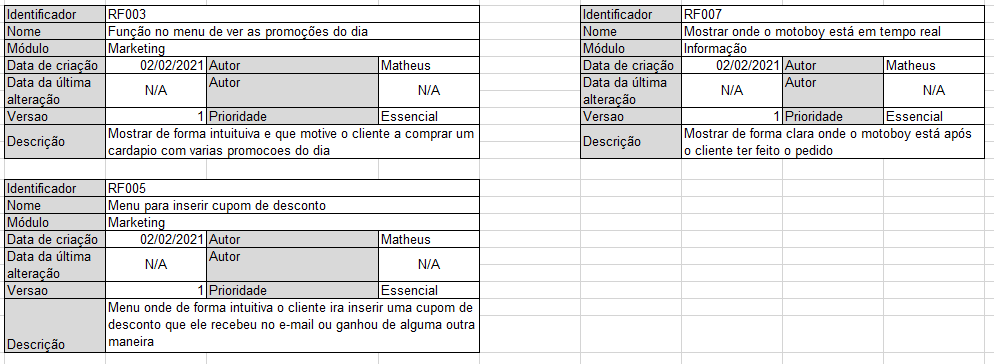 Identificador RF003
Nome Função no menu de ver as promoções do dia
Módulo Marketing
Data de criação 02/02/2021 Autor Matheus
Data da última
alteração N/A Autor N/A
Versao 1 Prioridade Essencial
Descrição Mostrar de forma intuituiva e que motive o cliente a comprar um
cardapio com varias promocoes do dia
Identificador RF007
Nome Mostrar onde o motoboy está em tempo real
Módulo Informação
Data de criação 02/02/2021 Autor Matheus
Data da última
alteração N/A Autor N/A
Versao 1 Prioridade Essencial
Descrição Mostrar de forma clara onde o motoboy está após
o cliente ter feito o pedido
Identificador RF005
Nome Menu para inserir cupom de desconto
Módulo Marketing
Data de criação 02/02/2021 Autor Matheus
Data da última
alteração N/A Autor N/A
Versao 1 Prioridade Essencial
Descrição Menu onde de forma intuitiva o cliente ira inserir uma cupom de
desconto que ele recebeu no e-mail ou ganhou de alguma outra
maneira